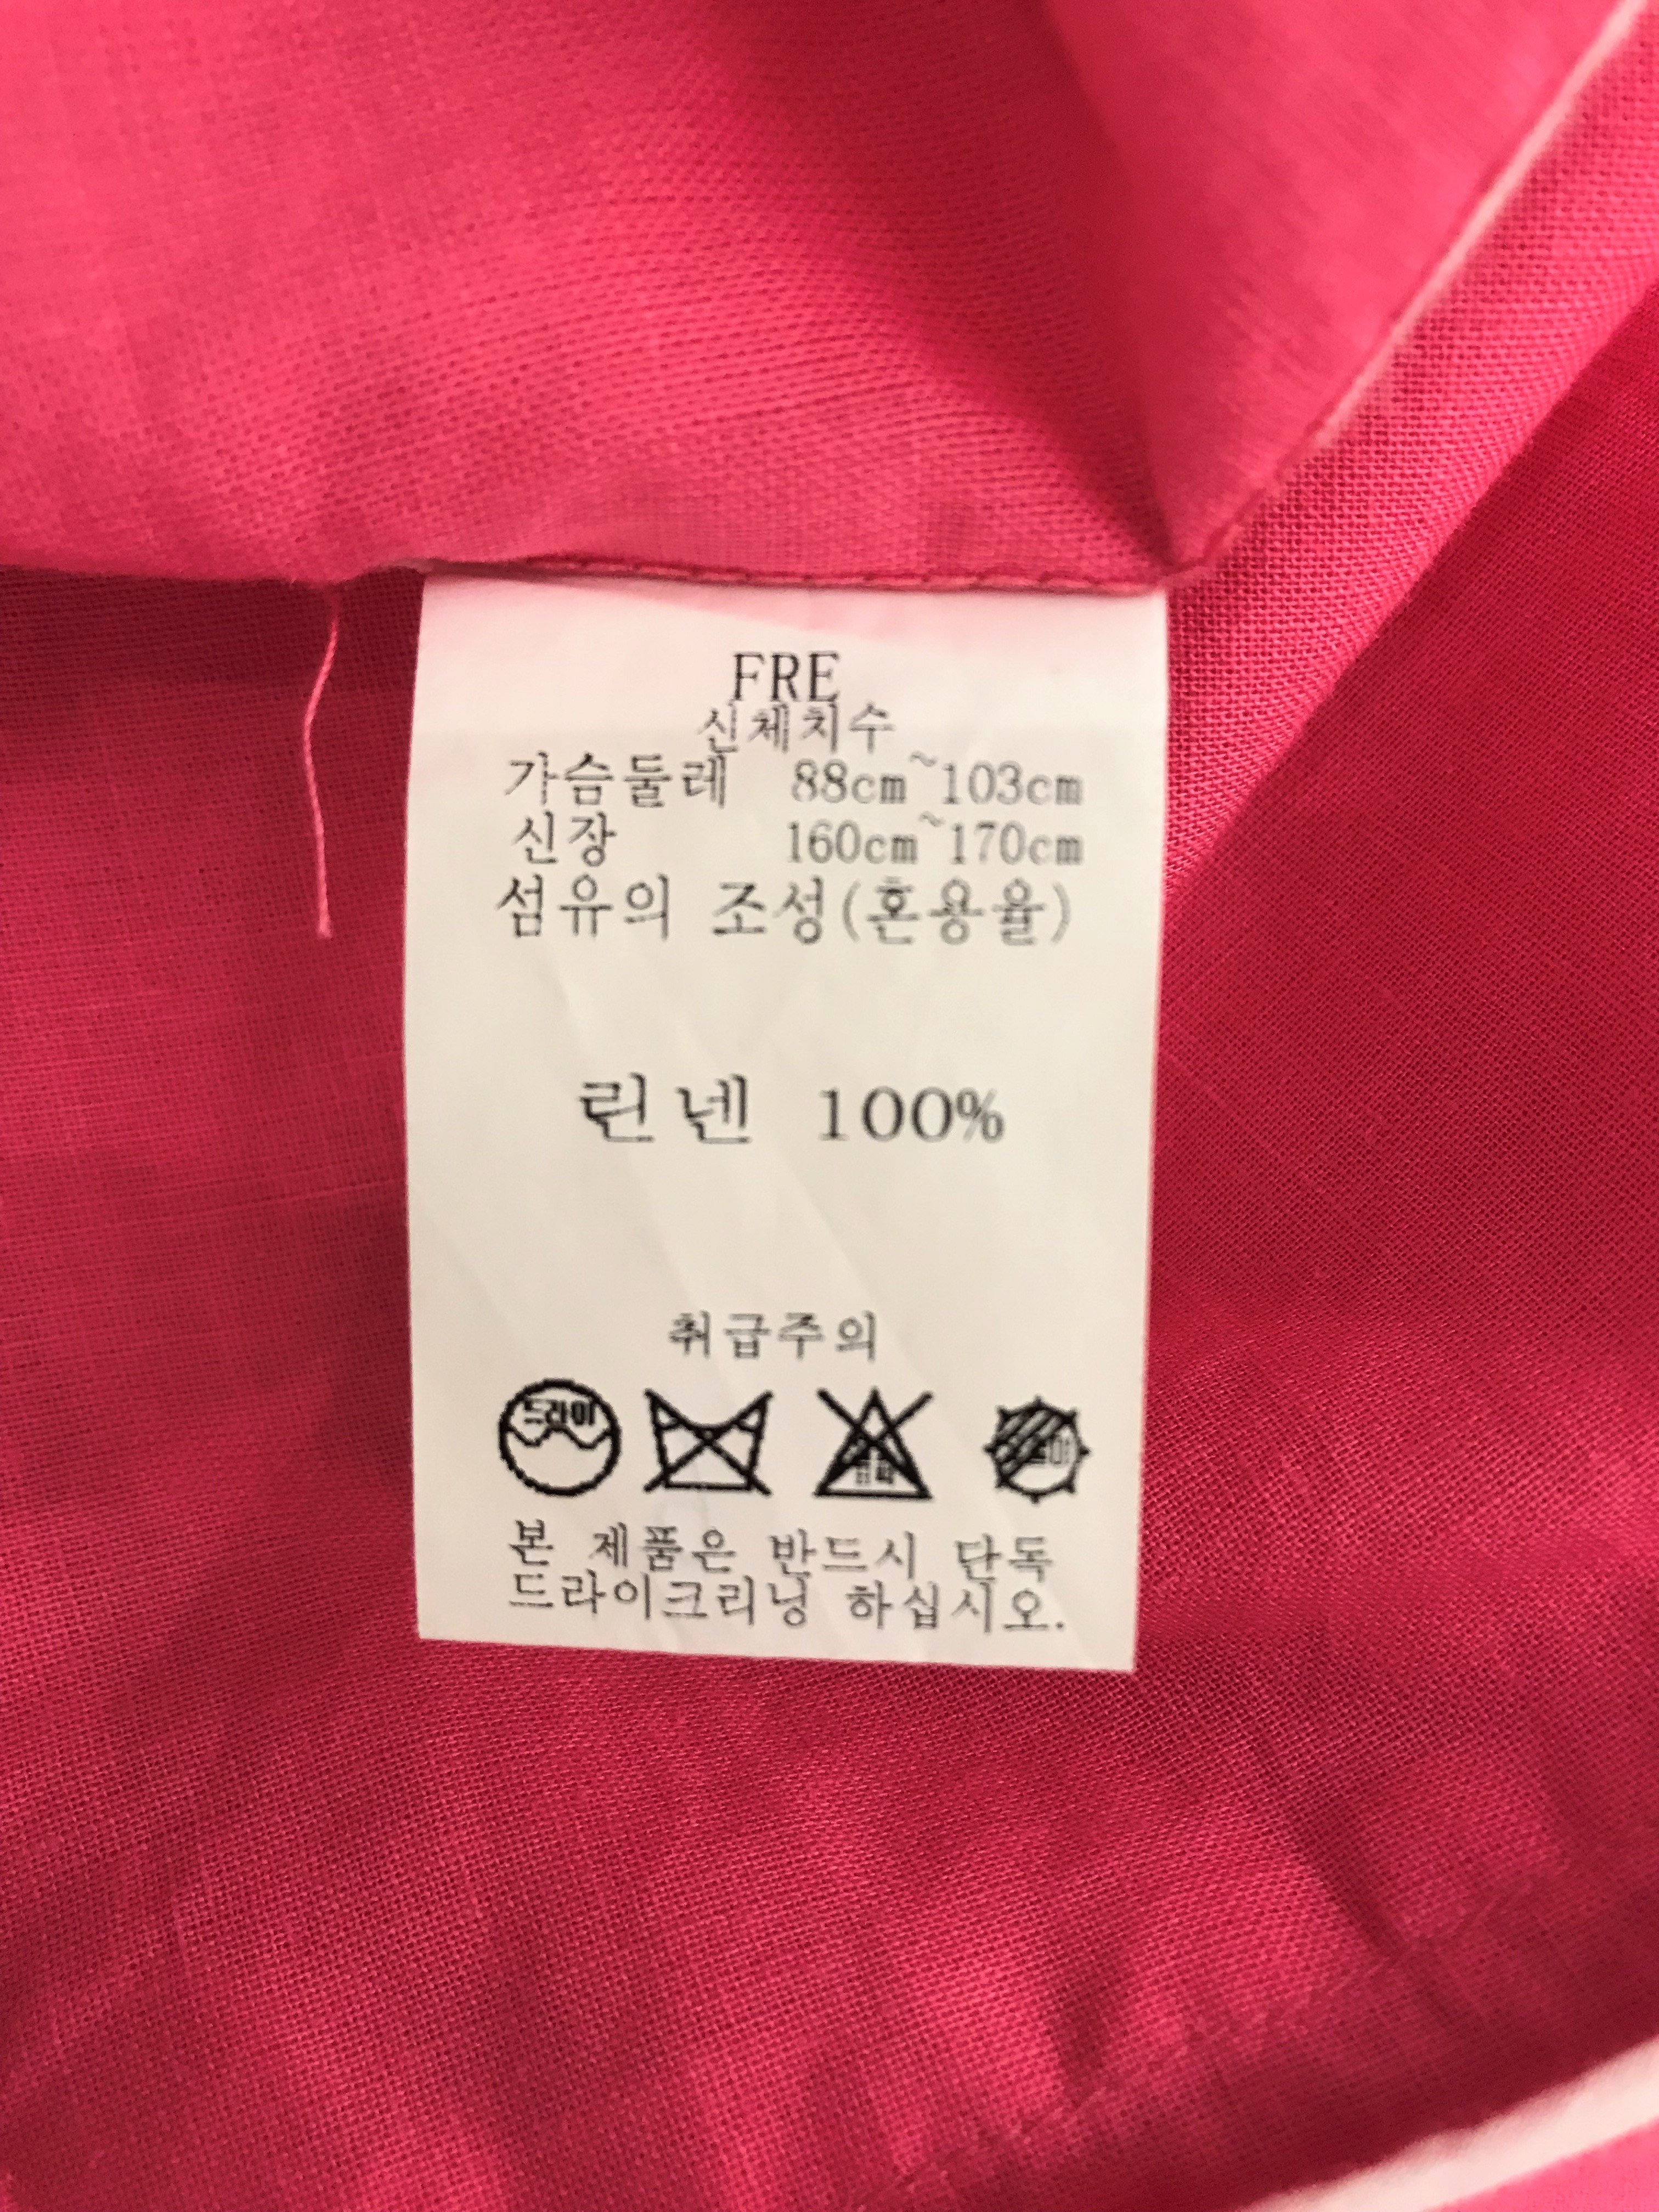 FRE
신체치수
가슴둘레 88cm~103cm
신장 160cm~170cm
섬유의 조성(혼용율)
린넨 100%
취급주의
드라이
본 제품은 반드시 단독
드라이크리닝 하십시오.